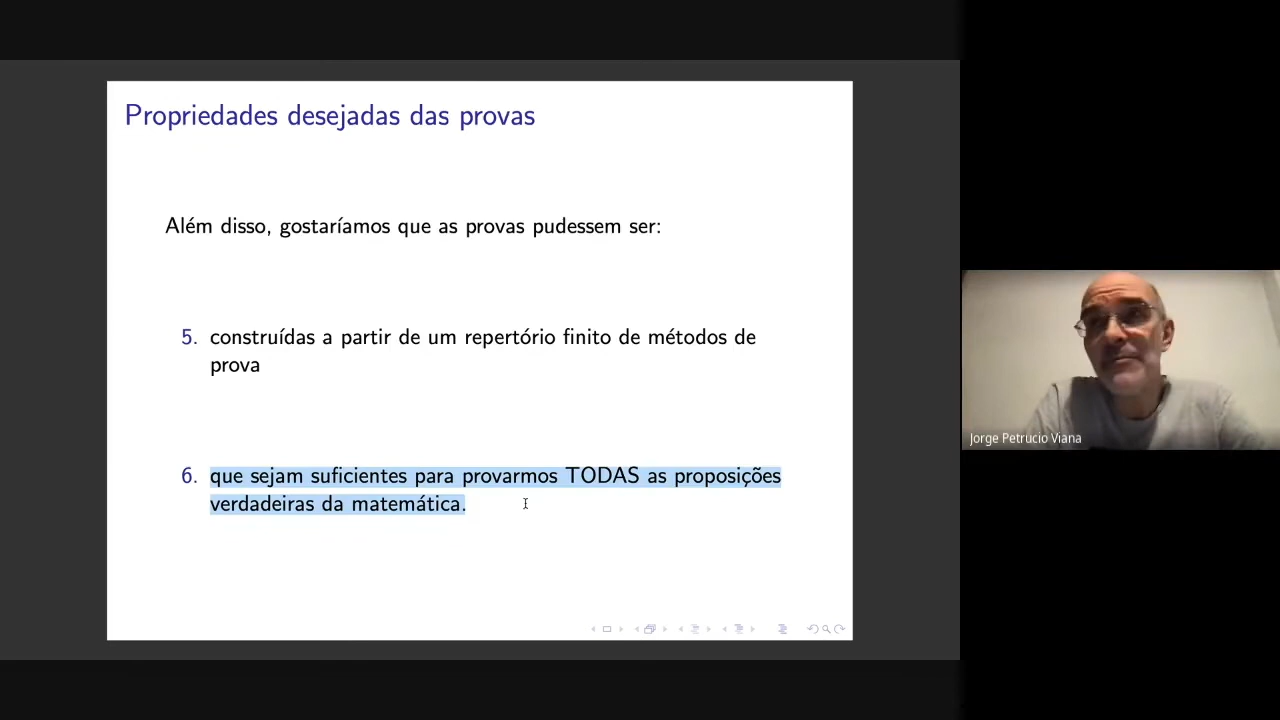 Propriedades desejadas das provas
Além disso, gostaríamos que as provas pudessem ser:
5. construídas a partir de um repertório finito de métodos de
prova
6. que sejam suficientes para provarmos TODAS as proposições
verdadeiras da matemática.
Jorge Petrucio Viana